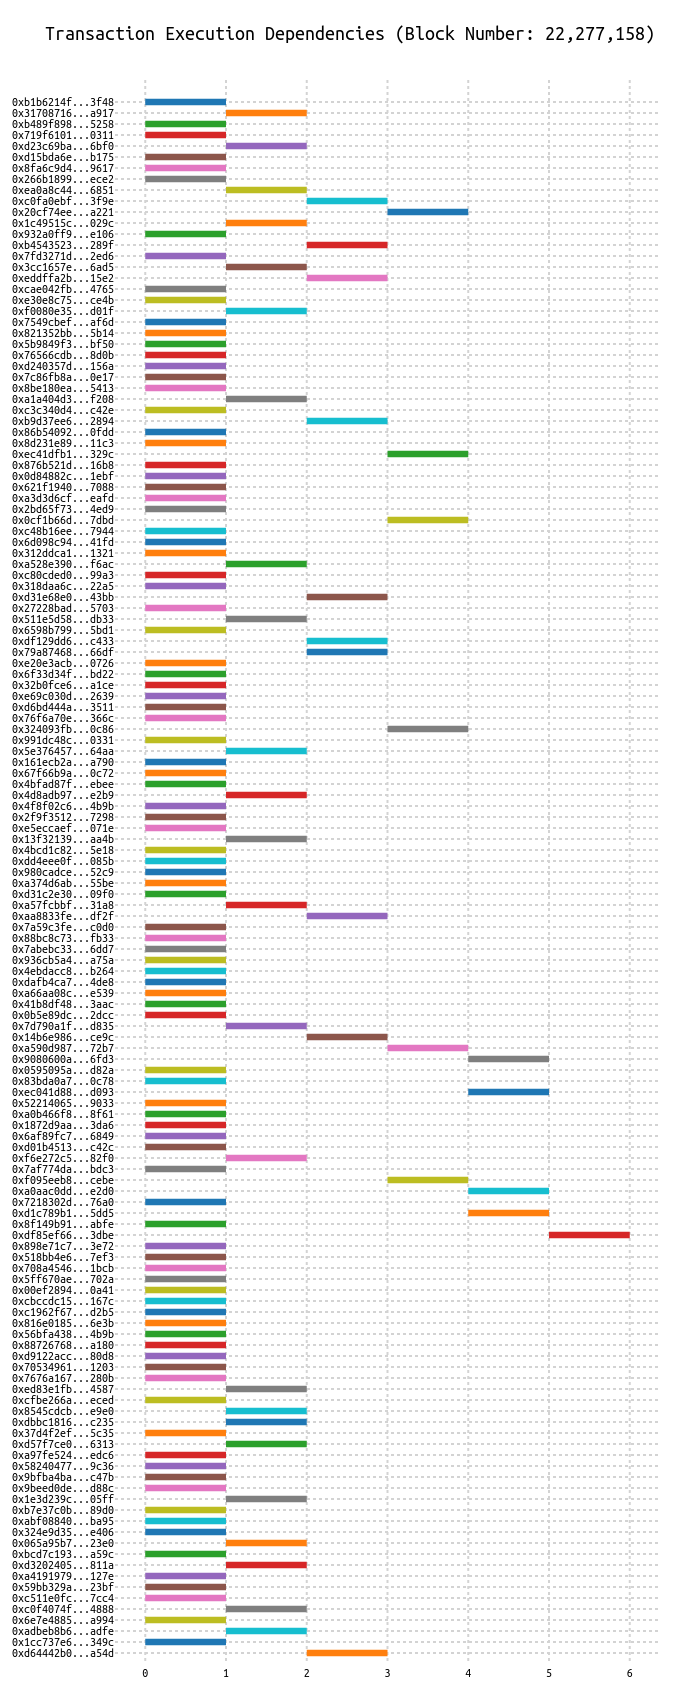 Transaction Execution Dependencies (Block Number: 22,277,158)
0xb1b6214f...3f48
0x31708716...a917
0xb489f898...5258
0x719f6101...0311
0xd23c69ba...6bf0
0xd15bda6e...b175
0x8fa6c9d4...9617
0x266b1899...ece2
0xea0a8c44...6851
0xc0fa0ebf...3f9e
0x20cf74ee...a221
0x1c49515c...029c
0x932a0ff9...e106
0xb4543523...289f
0x7fd3271d...2ed6
0x3cc1657e...6ad5
0xeddffa2b...15e2
0xcae042fb...4765
0xe30e8c75...ce4b
0xf0080e35...d01f
0x7549cbef...af6d
0x821352bb...5b14
0x5b9849f3...bf50
0x76566cdb...8d0b
0xd240357d...156a
0x7c86fb8a...0e17
0x8be180ea...5413
0xa1a404d3...f208
0xc3c340d4...c42e
0xb9d37ee6...2894
0x86b54092...0fdd
0x8d231e89...11c3
0xec41dfb1...329c
0x876b521d...16b8
0x0d84882c...1ebf
0x621f1940...7088
0xa3d3d6cf...eafd
0x2bd65f73...4ed9
0x0cf1b66d...7dbd
0xc48b16ee...7944
0x6d098c94...41fd
0x312ddca1...1321
0xa528e390...f6ac
0xc80cded0...99a3
0x318daa6c...22a5
0xd31e68e0...43bb
0x27228bad...5703
0x511e5d58...db33
0x6598b799...5bd1
0xdf129dd6...c433
0x79a87468...66df
0xe20e3acb...0726
0x6f33d34f...bd22
0x32b0fce6...a1ce
0xe69c030d...2639
0xd6bd444a...3511
0x76f6a70e...366c
0x324093fb...0c86
0x991dc48c...0331
0x5e376457...64aa
0x161ecb2a...a790
0x67f66b9a...0c72
0x4bfad87f...ebee
0x4d8adb97...e2b9
0x4f8f02c6...4b9b
0x2f9f3512...7298
0xe5eccaef...071e
0x13f32139...aa4b
0x4bcd1c82...5e18
0xdd4eee0f...085b
0x980cadce...52c9
0xa374d6ab...55be
0xd31c2e30...09f0
0xa57fcbbf...31a8
0xaa8833fe...df2f
0x7a59c3fe...c0d0
0x88bc8c73...fb33
0x7abebc33...6dd7
0x936cb5a4...a75a
0x4ebdacc8...b264
0xdafb4ca7...4de8
0xa66aa08c...e539
0x41b8df48...3aac
0x0b5e89dc...2dcc
0x7d790a1f...d835
0x14b6e986...ce9c
0xa590d987...72b7
0x9080600a...6fd3
0x0595095a...d82a
0x83bda0a7...0c78
0xec041d88...d093
0x52214065...9033
0xa0b466f8...8f61
0x1872d9aa...3da6
0x6af89fc7...6849
0xd01b4513...c42c
0xf6e272c5...82f0
0x7af774da...bdc3
0xf095eeb8...cebe
0xa0aac0dd...e2d0
0x7218302d...76a0
0xd1c789b1...5dd5
0x8f149b91...abfe
0xdf85ef66...3dbe
0x898e71c7...3e72
0x518bb4e6...7ef3
0x708a4546...1bcb
0x5ff670ae...702a
0x00ef2894...0a41
0xcbccdc15...167c
0xc1962f67...d2b5
0x816e0185...6e3b
0x56bfa438...4b9b
0x88726768...a180
0xd9122acc...80d8
0x70534961...1203
0x7676a167...280b
0xed83e1fb...4587
0xcfbe266a...eced
0x8545cdcb...e9e0
0xdbbc1816...c235
0x37d4f2ef...5c35
0xd57f7ce0...6313
0xa97fe524...edc6
0x58240477...9c36
0x9bfba4ba...c47b
0x9beed0de...d88c
0x1e3d239c...05ff
0xb7e37c0b...89d0
0xabf08840...ba95
0x324e9d35...e406
0x065a95b7...23e0
0xbcd7c193...a59c
0xd3202405...811a
0xa4191979...127e
0x59bb329a...23bf
0xc511e0fc...7cc4
0xc0f4074f...4888
0x6e7e4885...a994
0xadbeb8b6...adfe
0x1cc737e6...349c
0xd64442b0...a54d
0 1 2 3 4 5 6